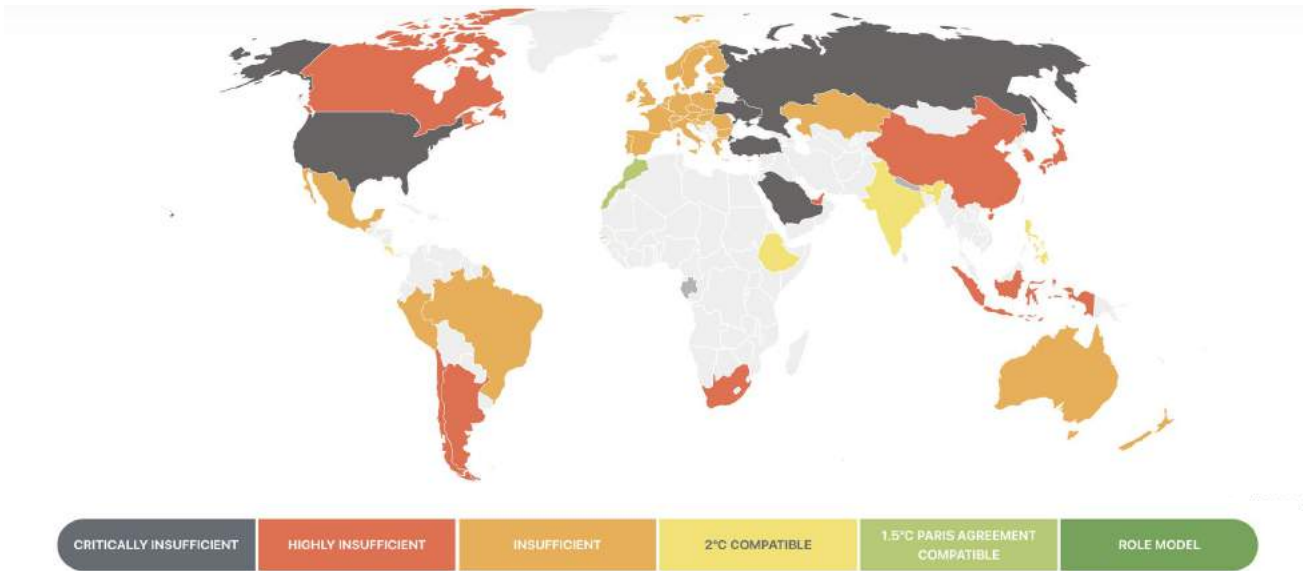 CRITICALLY INSUFFICIENT
HIGHLY INSUFFICIENT
INSUFFICIENT
2°C COMPATIBLE
1.5°C PARIS AGREEMENT
COMPATIBLE
ROLE MODEL